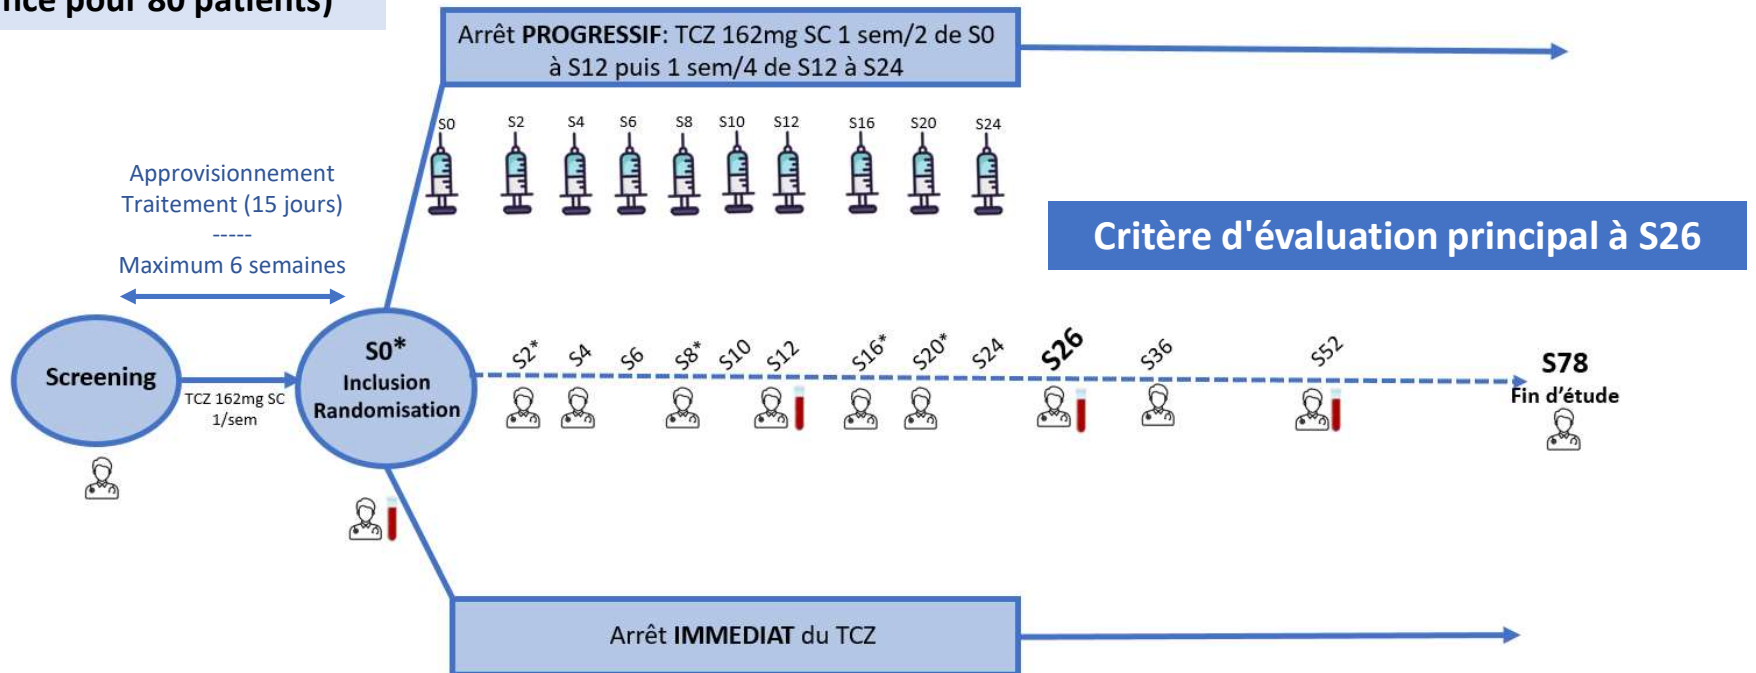 pour 80 patients)
Arrêt PROGRESSIF: TCZ 162mg SC 1 sem/2 de S0
à S12 puis 1 sem/4 de S12 à S24
S0 S2 S4 S6 S8 S10 S12 S16 S20 S24
Approvisionnement
Traitement (15 jours)
-----
Maximum 6 semaines
Critère d'évaluation principal à S26
Screening
TCZ 162mg SC
1/sem
S0*
Inclusion
Randomisation
S2* S4 S6 S8* S10 S12 S16* S20* S24 S26 S36 S52
S78
Fin d'étude
Arrêt IMMEDIAT du TCZ